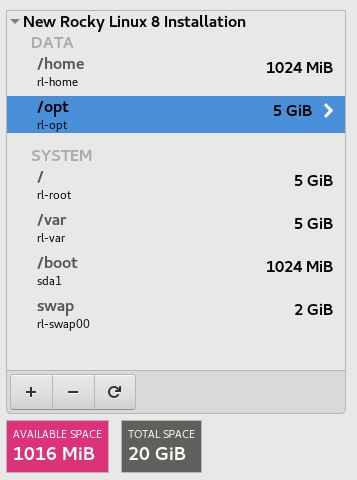 New Rocky Linux 8 Installation
DATA
/home
rl-home
1024 MiB
/opt
rl-opt
5 GiB
SYSTEM
/
rl-root
5 GiB
/var
rl-var
5 GiB
/boot
sda1
1024 MiB
swap
rl-swap00
2 GiB
AVAILABLE SPACE
1016 MiB
TOTAL SPACE
20 GiB